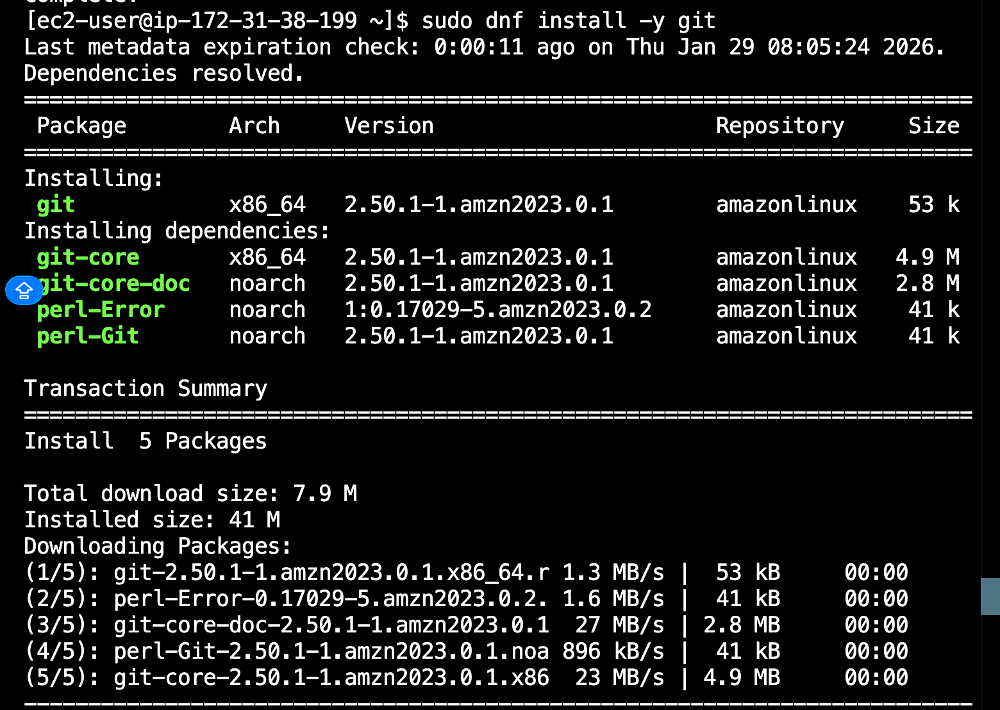 complete!
[ec2-user@ip-172-31-38-199 ~]$ sudo dnf install -y git
Last metadata expiration check: 0:00:11 ago on Thu Jan 29 08:05:24 2026.
Dependencies resolved.
==========================================================================
 Package        Arch     Version                      Repository     Size
==========================================================================
Installing:
 git            x86_64   2.50.1-1.amzn2023.0.1        amazonlinux    53 k
Installing dependencies:
 git-core       x86_64   2.50.1-1.amzn2023.0.1        amazonlinux   4.9 M
 git-core-doc   noarch   2.50.1-1.amzn2023.0.1        amazonlinux   2.8 M
 perl-Error     noarch   1:0.17029-5.amzn2023.0.2     amazonlinux    41 k
 perl-Git       noarch   2.50.1-1.amzn2023.0.1        amazonlinux    41 k

Transaction Summary
==========================================================================
Install  5 Packages

Total download size: 7.9 M
Installed size: 41 M
Downloading Packages:
(1/5): git-2.50.1-1.amzn2023.0.1.x86_64.r 1.3 MB/s |  53 kB     00:00
(2/5): perl-Error-0.17029-5.amzn2023.0.2. 1.6 MB/s |  41 kB     00:00
(3/5): git-core-doc-2.50.1-1.amzn2023.0.1  27 MB/s | 2.8 MB     00:00
(4/5): perl-Git-2.50.1-1.amzn2023.0.1.noa 896 kB/s |  41 kB     00:00
(5/5): git-core-2.50.1-1.amzn2023.0.1.x86  23 MB/s | 4.9 MB     00:00
--------------------------------------------------------------------------